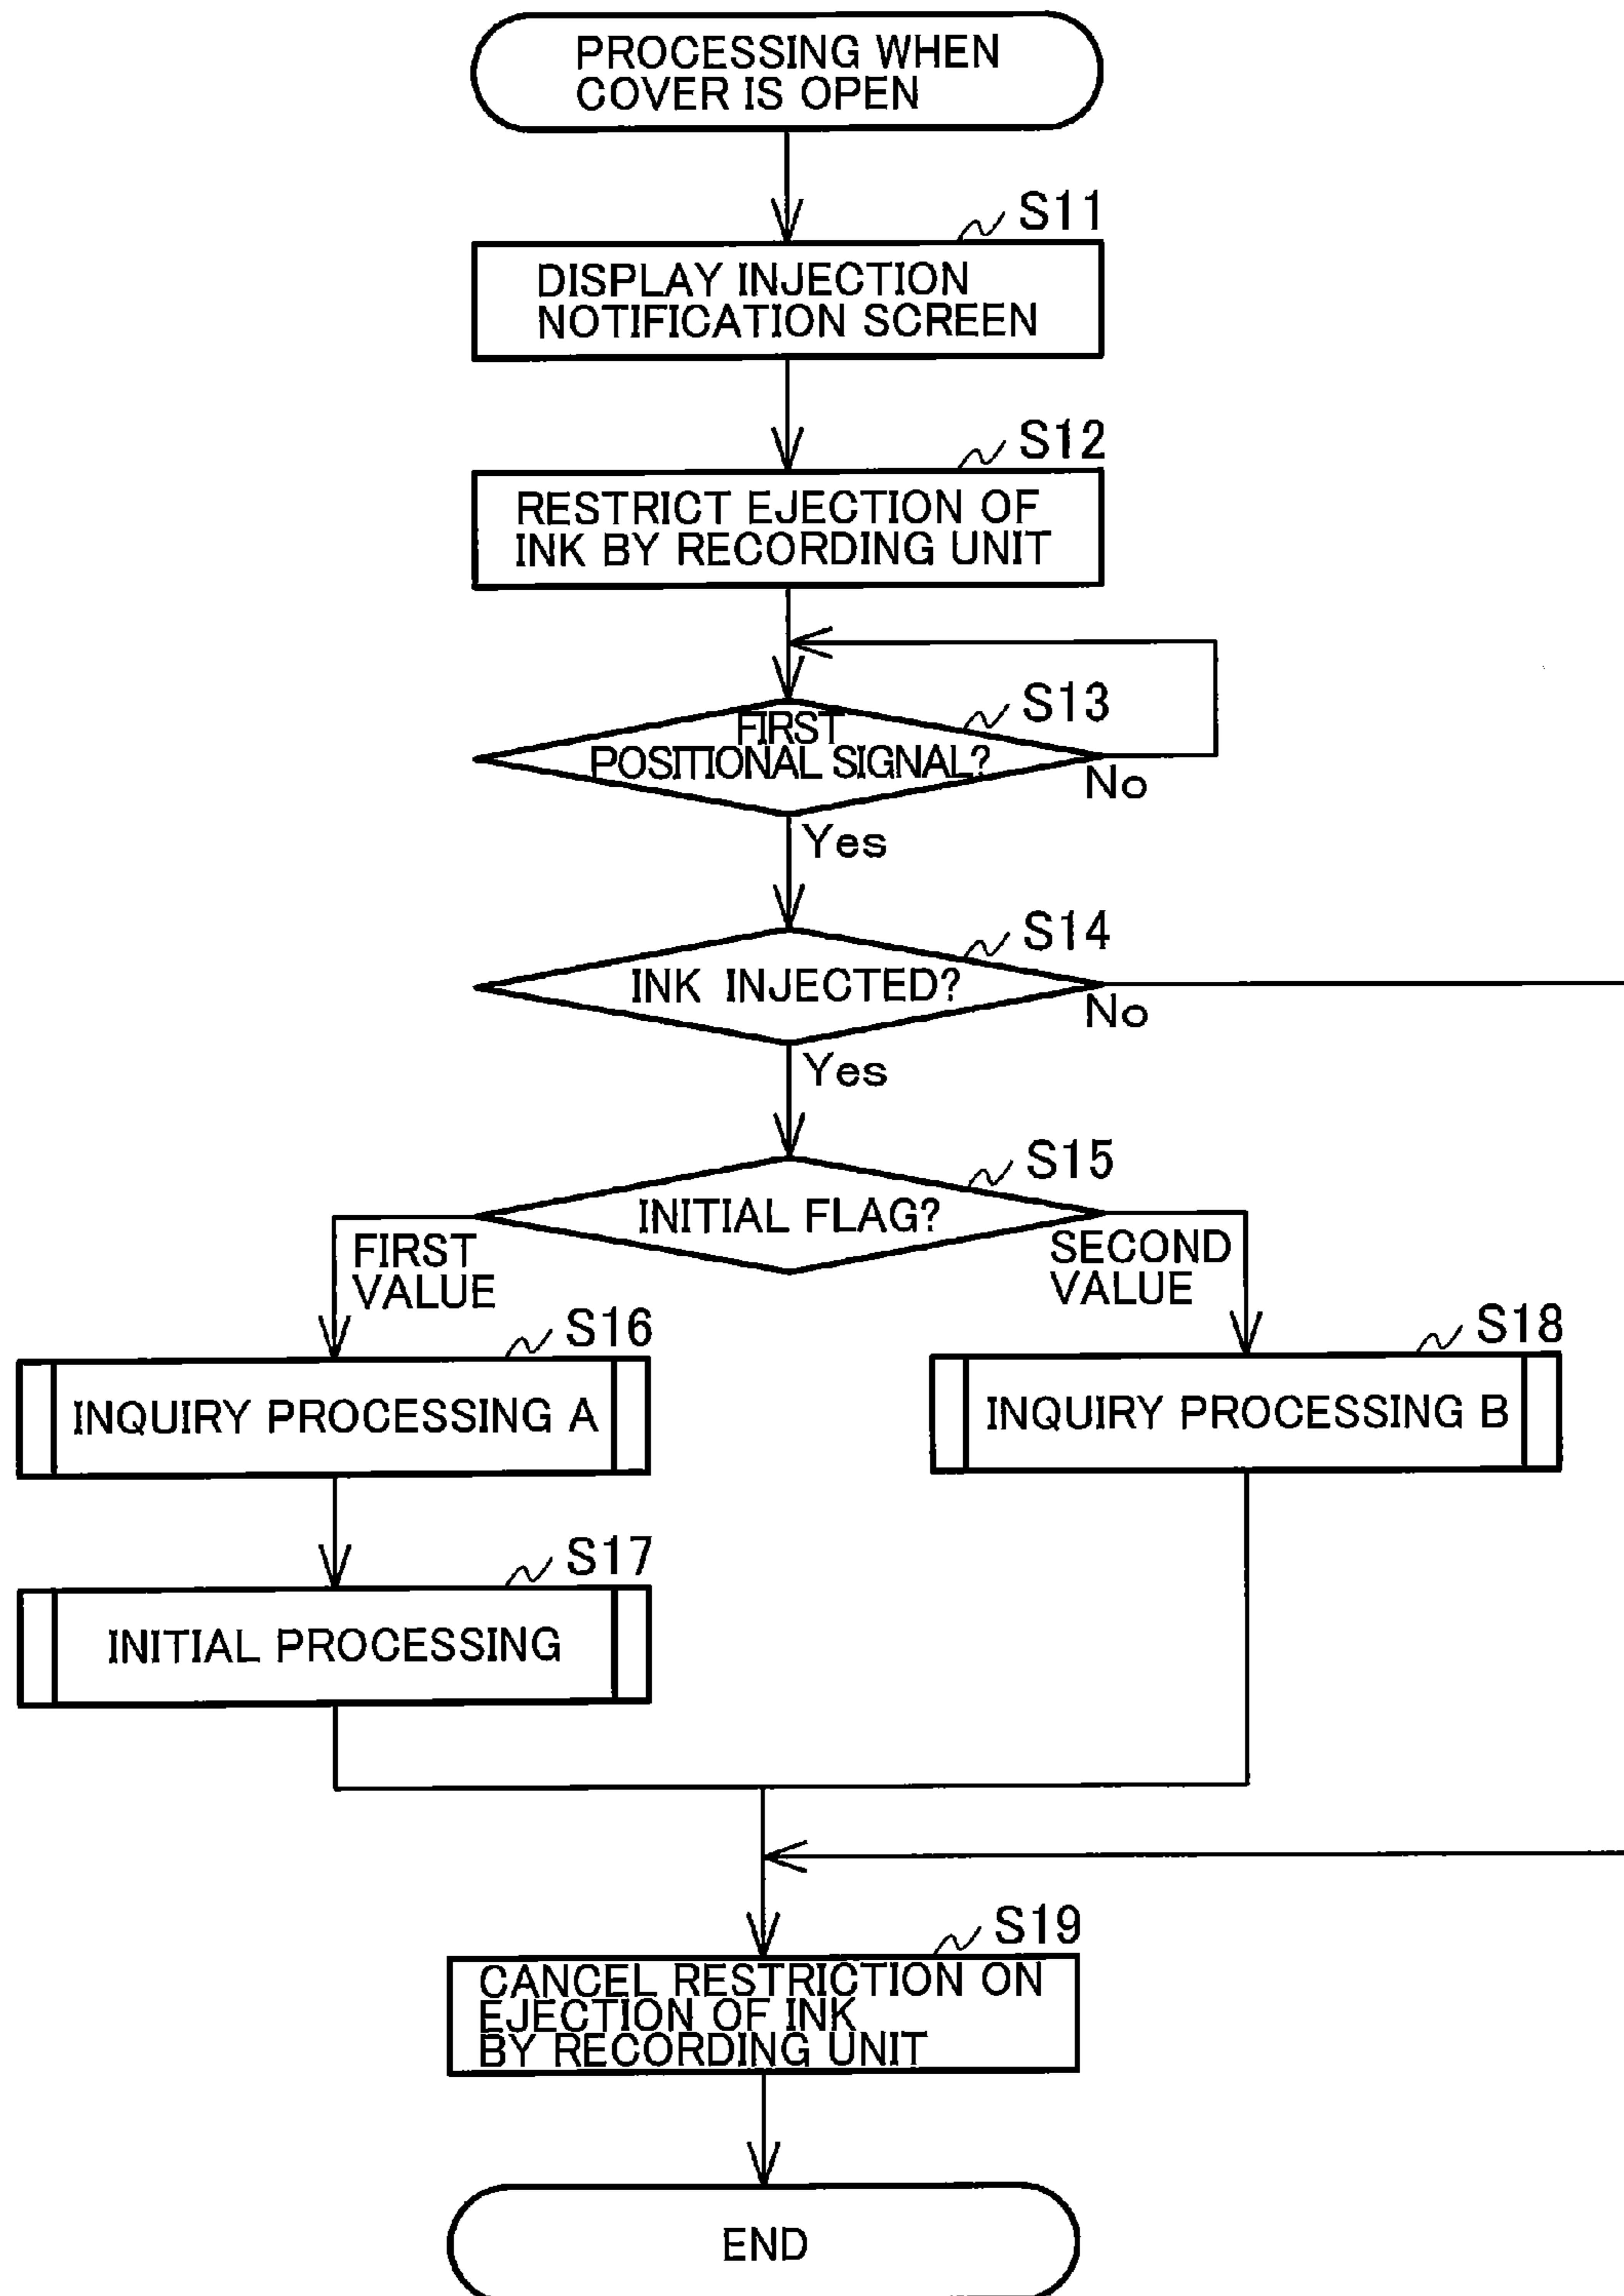 PROCESSING WHEN
COVER IS OPEN
S11
DISPLAY INJECTION
NOTIFICATION SCREEN
S12
RESTRICT EJECTION OF
INK BY RECORDING UNIT
S13
FIRST
POSITIONAL SIGNAL?
No
Yes
S14
INK INJECTED?
No
Yes
S15
INITIAL FLAG?
FIRST
VALUE
SECOND
VALUE
S16
INQUIRY PROCESSING A
S18
INQUIRY PROCESSING B
S17
INITIAL PROCESSING
S19
CANCEL RESTRICTION ON
EJECTION OF INK
BY RECORDING UNIT
END